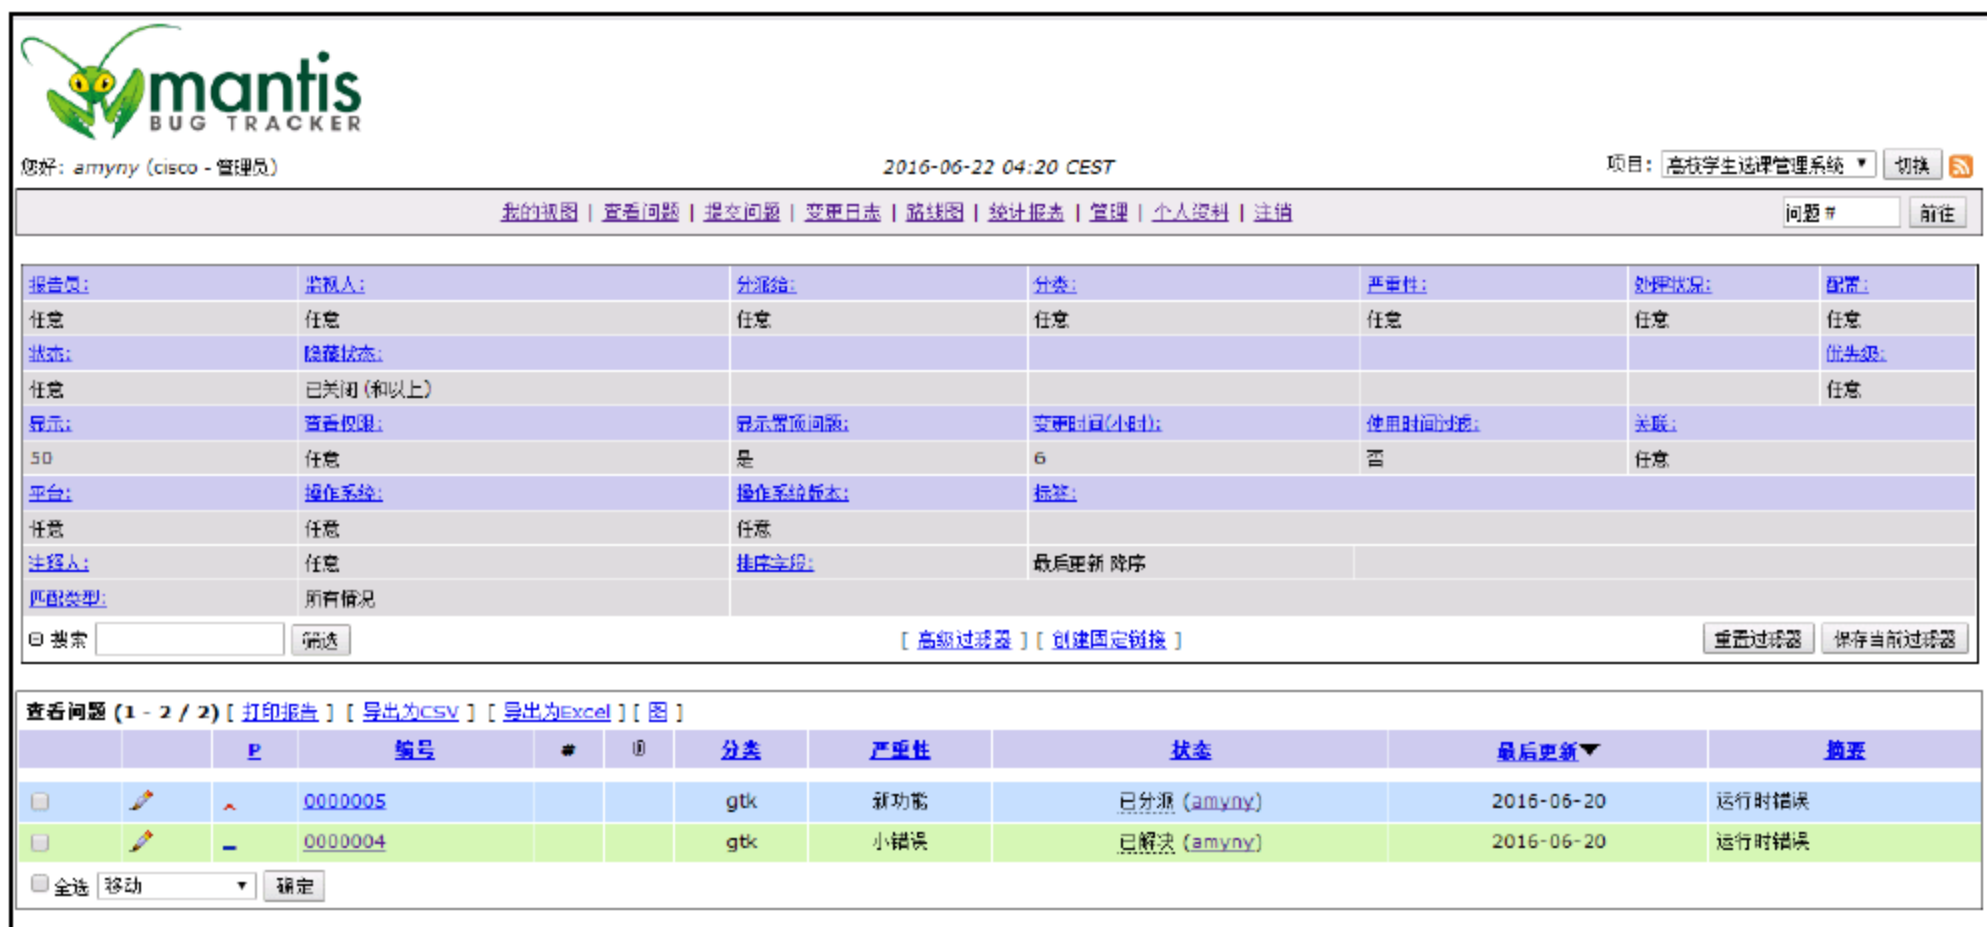 mantis
BUG TRACKER
您好: amyny (cisco - 管理员)
2016-06-22 04:20 CEST
项目: 高校学生选课管理系统 切换
我的视图 | 查看问题 | 提交问题 | 变更日志 | 路线图 | 统计报表 | 管理 | 个人资料 | 注销
问题 # 前往
报告员: 监视人: 分派给: 分类: 严重性: 处理状况: 配置:
任意 任意 任意 任意 任意 任意 任意
状态: 隐藏状态: 优先级:
任意 已关闭 (和以上) 任意
显示: 查看权限: 显示置顶问题: 变更时间(小时): 使用时间过滤: 关联:
50 任意 是 6 否 任意
平台: 操作系统: 操作系统版本: 标签:
任意 任意 任意
注释人: 任意 排序字段: 最后更新 降序
匹配类型: 所有情况
搜索 筛选 [ 高级过滤器 ] [ 创建固定链接 ] 重置过滤器 保存当前过滤器
查看问题 (1 - 2 / 2) [ 打印报告 ] [ 导出为CSV ] [ 导出为Excel ] [ 图 ]
P 编号 # 分类 严重性 状态 最后更新 摘要
0000005 gtk 新功能 已分派 (amyny) 2016-06-20 运行时错误
0000004 gtk 小错误 已解决 (amyny) 2016-06-20 运行时错误
全选 移动 确定